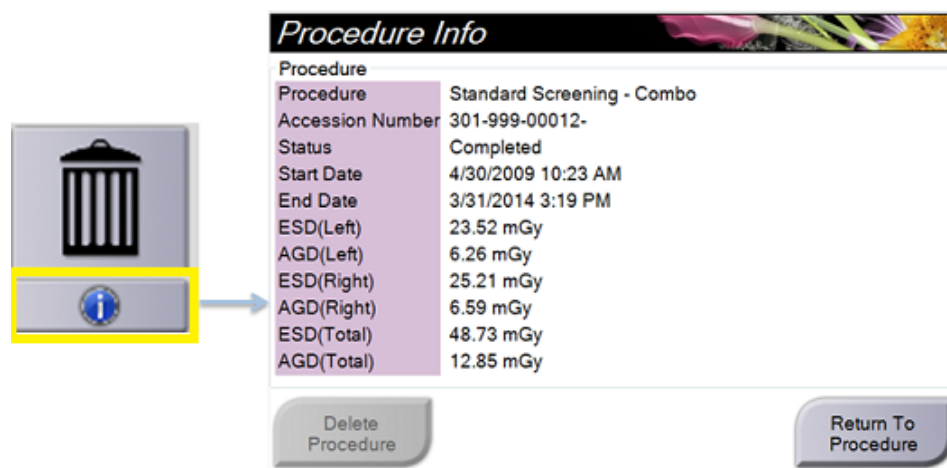 Procedure Info
Procedure
Procedure Standard Screening - Combo
Accession Number 301-999-00012-
Status Completed
Start Date 4/30/2009 10:23 AM
End Date 3/31/2014 3:19 PM
ESD(Left) 23.52 mGy
AGD(Left) 6.26 mGy
ESD(Right) 25.21 mGy
AGD(Right) 6.59 mGy
ESD(Total) 48.73 mGy
AGD(Total) 12.85 mGy
Delete
Procedure
Return To
Procedure